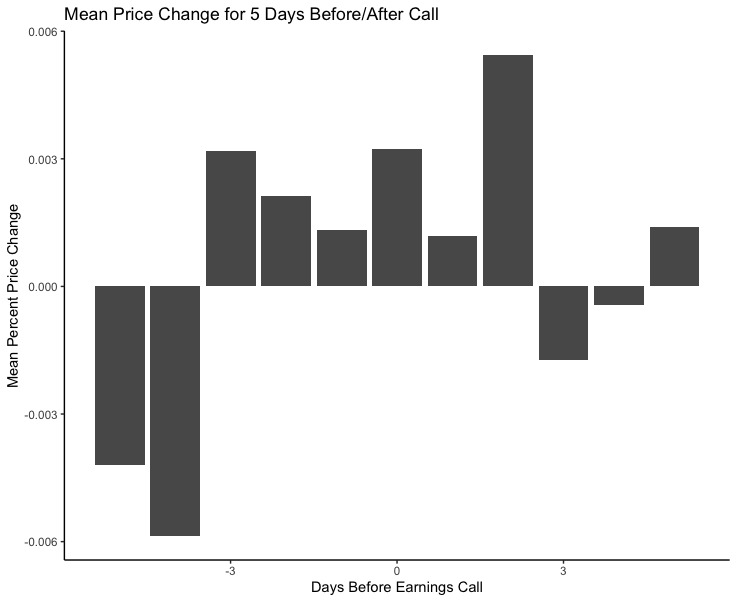 Mean Price Change for 5 Days Before/After Call
0.006
0.003
0.000
-0.003
-0.006
Mean Percent Price Change
-3
0
3
Days Before Earnings Call